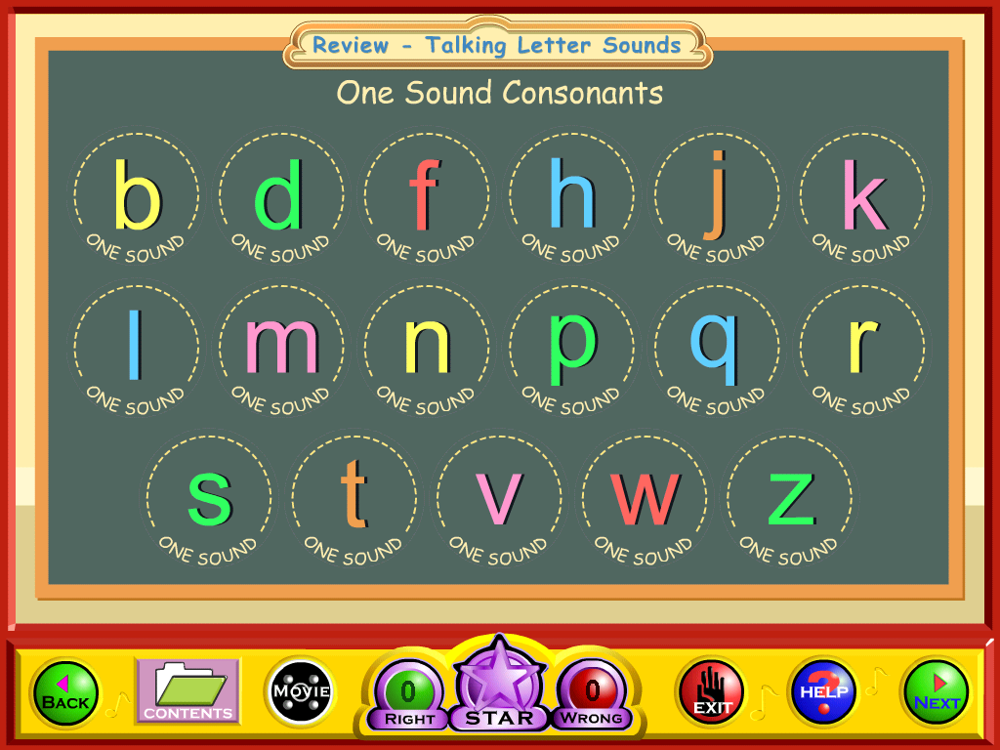 Review - Talking Letter Sounds
One Sound Consonants
b d f h j k
ONE SOUND ONE SOUND ONE SOUND ONE SOUND ONE SOUND ONE SOUND
l m n p q r
ONE SOUND ONE SOUND ONE SOUND ONE SOUND ONE SOUND ONE SOUND
s t v w z
ONE SOUND ONE SOUND ONE SOUND ONE SOUND ONE SOUND
BACK
CONTENTS
MOVIE
0
RIGHT
STAR
0
WRONG
EXIT
?
HELP
NEXT